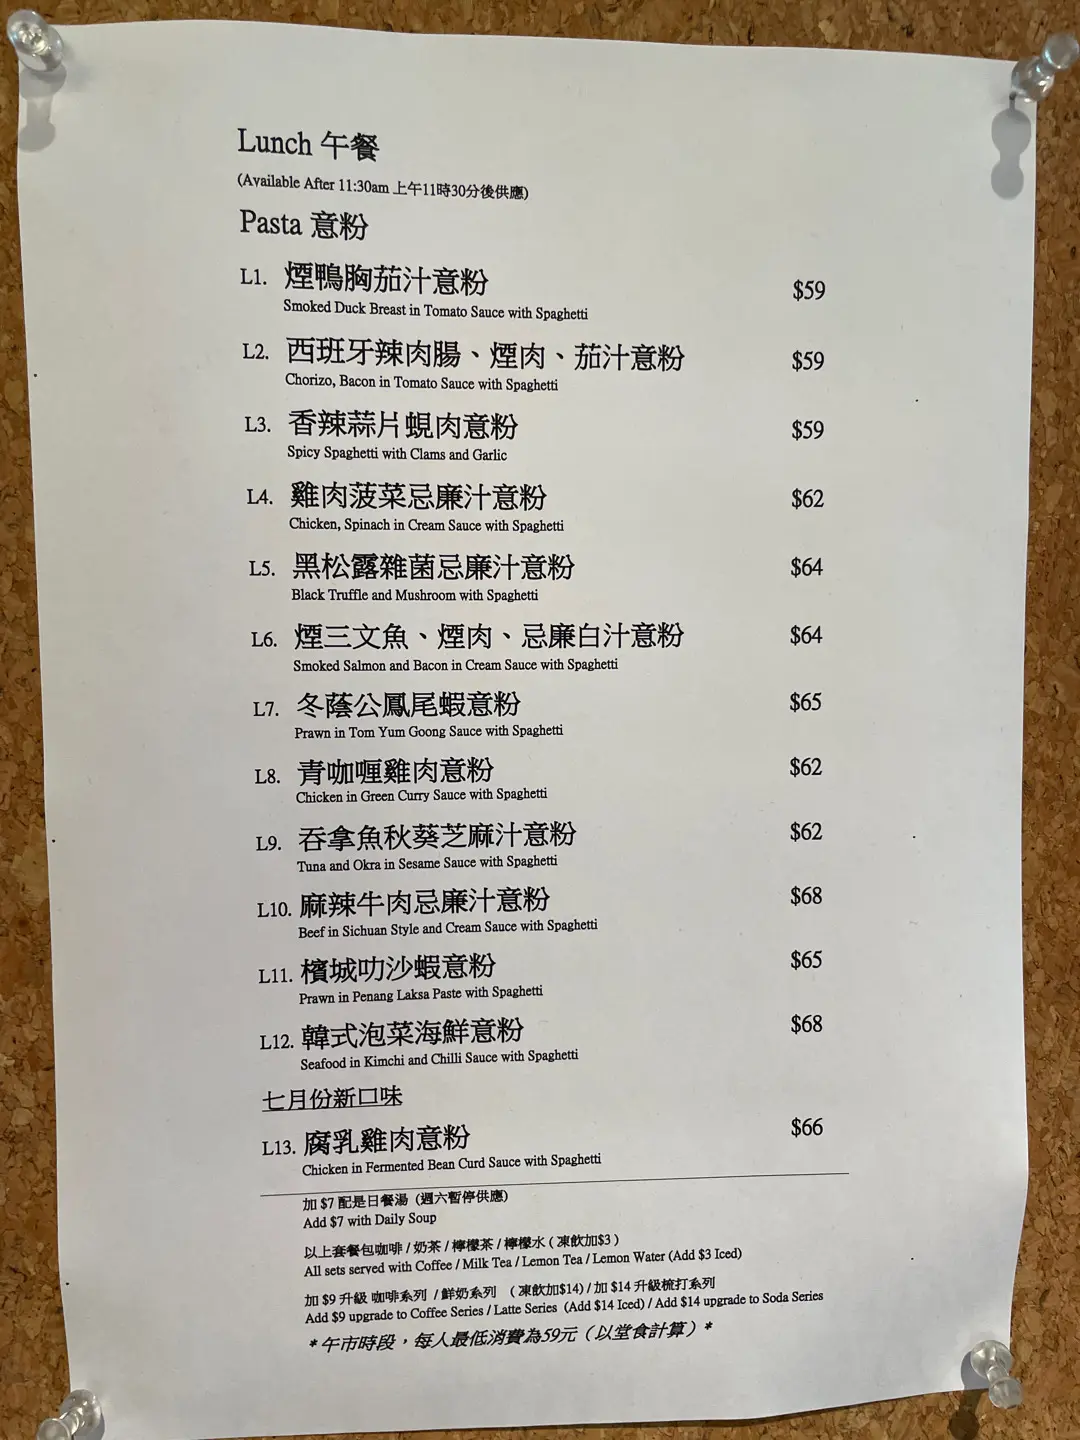 Lunch 午餐
(Available After 11:30am 上午11時30分後供應)
Pasta 意粉
L1. 煙鴨胸茄汁意粉 $59
Smoked Duck Breast in Tomato Sauce with Spaghetti
L2. 西班牙辣肉腸、煙肉、茄汁意粉 $59
Chorizo, Bacon in Tomato Sauce with Spaghetti
L3. 香辣蒜片蜆肉意粉 $59
Spicy Spaghetti with Clams and Garlic
L4. 雞肉菠菜忌廉汁意粉 $62
Chicken, Spinach in Cream Sauce with Spaghetti
L5. 黑松露雜菌忌廉汁意粉 $64
Black Truffle and Mushroom with Spaghetti
L6. 煙三文魚、煙肉、忌廉白汁意粉 $64
Smoked Salmon and Bacon in Cream Sauce with Spaghetti
L7. 冬蔭公鳳尾蝦意粉 $65
Prawn in Tom Yum Goong Sauce with Spaghetti
L8. 青咖喱雞肉意粉 $62
Chicken in Green Curry Sauce with Spaghetti
L9. 吞拿魚秋葵芝麻汁意粉 $62
Tuna and Okra in Sesame Sauce with Spaghetti
L10. 麻辣牛肉忌廉汁意粉 $68
Beef in Sichuan Style and Cream Sauce with Spaghetti
L11. 檳城叻沙蝦意粉 $65
Prawn in Penang Laksa Paste with Spaghetti
L12. 韓式泡菜海鮮意粉 $68
Seafood in Kimchi and Chilli Sauce with Spaghetti
七月份新口味
L13. 腐乳雞肉意粉 $66
Chicken in Fermented Bean Curd Sauce with Spaghetti
加 $7 配是日餐湯 (週六暫停供應)
Add $7 with Daily Soup
以上套餐包咖啡 / 奶茶 / 檸檬茶 / 檸檬水 ( 凍飲加$3 )
All sets served with Coffee / Milk Tea / Lemon Tea / Lemon Water (Add $3 Iced)
加 $9 升級 咖啡系列 / 鮮奶系列 ( 凍飲加$14) / 加 $14 升級梳打系列
Add $9 upgrade to Coffee Series / Latte Series (Add $14 Iced) / Add $14 upgrade to Soda Series
* 午市時段，每人最低消費為59元（以堂食計算）*